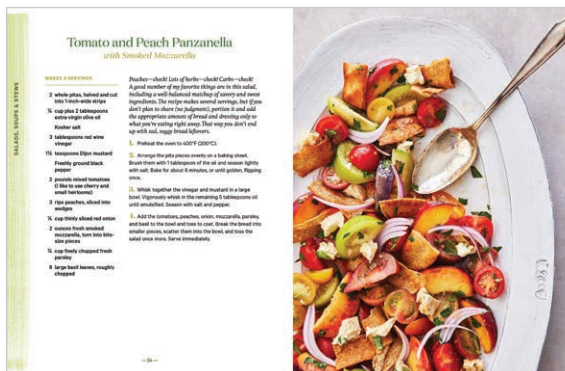 SALADS, SOUPS & STEWS
Tomato and Peach Panzanella
with Smoked Mozzarella
MAKES 6 SERVINGS
2 whole pitas, halved and cut
into 1-inch-wide strips
¼ cup plus 2 tablespoons
extra-virgin olive oil
Kosher salt
3 tablespoons red wine
vinegar
1½ teaspoons Dijon mustard
Freshly ground black
pepper
2 pounds mixed tomatoes
(I like to use cherry and
small heirlooms)
3 ripe peaches, sliced into
wedges
cup thinly sliced red onion
2 ounces fresh smoked
mozzarella, torn into bite-
size pieces
cup finely chopped fresh
parsley
8 large basil leaves, roughly
chopped
Peaches—check! Lots of herbs—check! Carbs—check!
A good number of my favorite things are in this salad,
including a well-balanced matchup of savory and sweet
ingredients. The recipe makes several servings, but if you
don't plan to share (no judgment), portion it and add
the appropriate amount of bread and dressing only to
what you're eating right away. That way you don't end
up with sad, soggy bread leftovers.
1. Preheat the oven to 400°F (200°C).
2. Arrange the pita pieces evenly on a baking sheet.
Brush them with 1 tablespoon of the oil and season lightly
with salt. Bake for about 8 minutes, or until golden, flipping
once.
3. Whisk together the vinegar and mustard in a large
bowl. Vigorously whisk in the remaining 5 tablespoons oil
until emulsified. Season with salt and pepper.
4. Add the tomatoes, peaches, onion, mozzarella, parsley,
and basil to the bowl and toss to coat. Break the bread into
smaller pieces, scatter them into the bowl, and toss the
salad once more. Serve immediately.
—54—